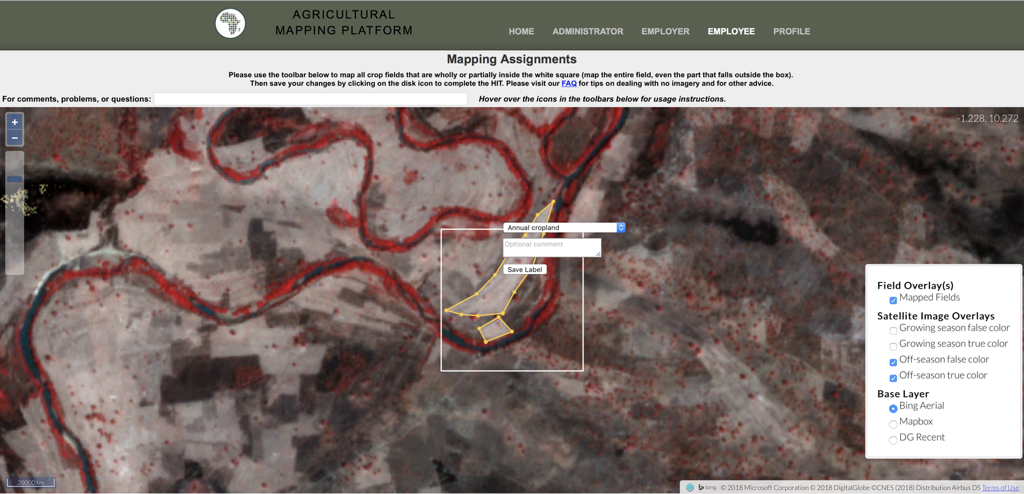 AGRICULTURAL
MAPPING PLATFORM
HOME ADMINISTRATOR EMPLOYER EMPLOYEE PROFILE
Mapping Assignments
Please use the toolbar below to map all crop fields that are wholly or partially inside the white square (map the entire field, even the part that falls outside the box).
Then save your changes by clicking on the disk icon to complete the HIT. Please visit our FAQ for tips on dealing with no imagery and for other advice.
For comments, problems, or questions: Hover over the icons in the toolbars below for usage instructions.
+
−
-1.228, 10.272
Annual cropland
Optional comment
Save Label
Field Overlay(s)
Mapped Fields
Satellite Image Overlays
Growing season false color
Growing season true color
Off-season false color
Off-season true color
Base Layer
Bing Aerial
Mapbox
DG Recent
20000 km
bing © 2018 Microsoft Corporation © 2018 DigitalGlobe ©CNES (2018) Distribution Airbus DS Terms of Use